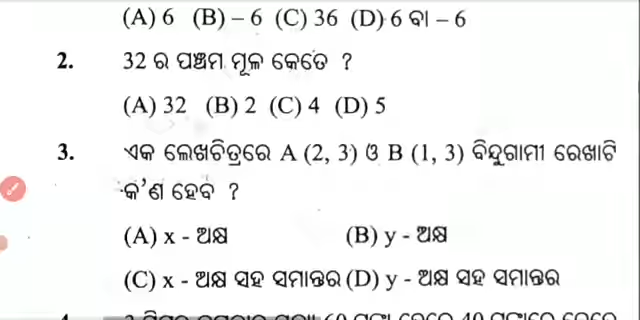 (A) 6 (B) – 6 (C) 36 (D) 6 ବା – 6
2. 32 ର ପଞ୍ଚମ ମୂଳ କେତେ ?
(A) 32 (B) 2 (C) 4 (D) 5
3. ଏକ ଲେଖଚିତ୍ରରେ A (2, 3) ଓ B (1, 3) ବିନ୍ଦୁଗାମୀ ରେଖାଟି
କ'ଣ ହେବ ?
(A) x - ଅକ୍ଷ (B) y - ଅକ୍ଷ
(C) x - ଅକ୍ଷ ସହ ସମାନ୍ତର (D) y - ଅକ୍ଷ ସହ ସମାନ୍ତର